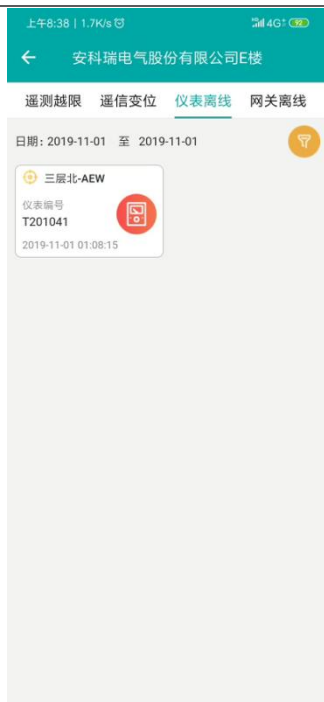 上午8:38 | 1.7K/s
4G 92
安科瑞电气股份有限公司E楼
遥测越限 遥信变位 仪表离线 网关离线
日期: 2019-11-01 至 2019-11-01
三层北-AEW
仪表编号
T201041
2019-11-01 01:08:15